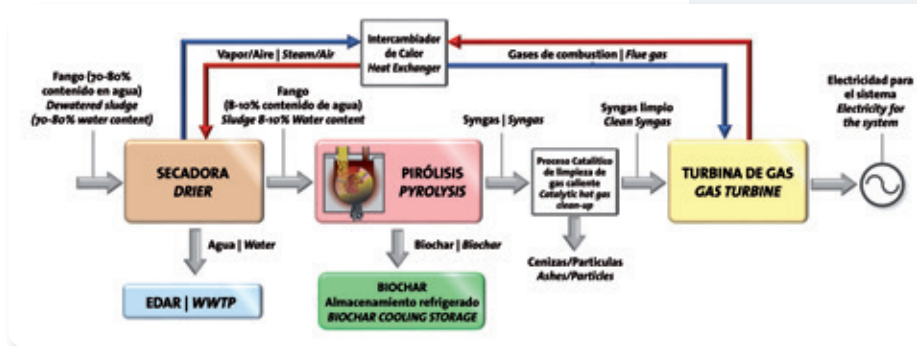 Intercambiador
de Calor
Heat Exchanger
Vapor/Aire | Steam/Air
Gases de combustion | Flue gas
Fango (70-80%
contenido en agua)
Dewatered sludge
(70-80% water content)
Fango
(8-10% contenido de agua)
Sludge 8-10% Water content
Syngas | Syngas
Syngas limpio
Clean Syngas
Electricidad para
el sistema
Electricity for
the system
SECADORA
DRIER
PIRÓLISIS
PYROLYSIS
Proceso Catalítico
de limpieza de
gas caliente
Catalytic hot gas
clean-up
TURBINA DE GAS
GAS TURBINE
Agua | Water
Biochar | Biochar
Cenizas/Partículas
Ashes/Particles
EDAR | WWTP
BIOCHAR
Almacenamiento refrigerado
BIOCHAR COOLING STORAGE